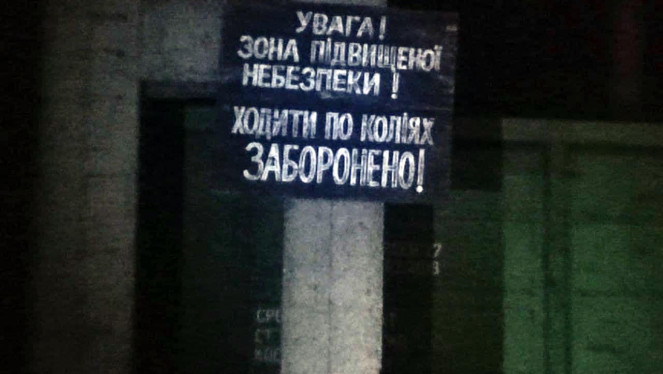 УВАГА!
ЗОНА ПІДВИЩЕНОЇ
НЕБЕЗПЕКИ!
ХОДИТИ ПО КОЛІЯХ
ЗАБОРОНЕНО!